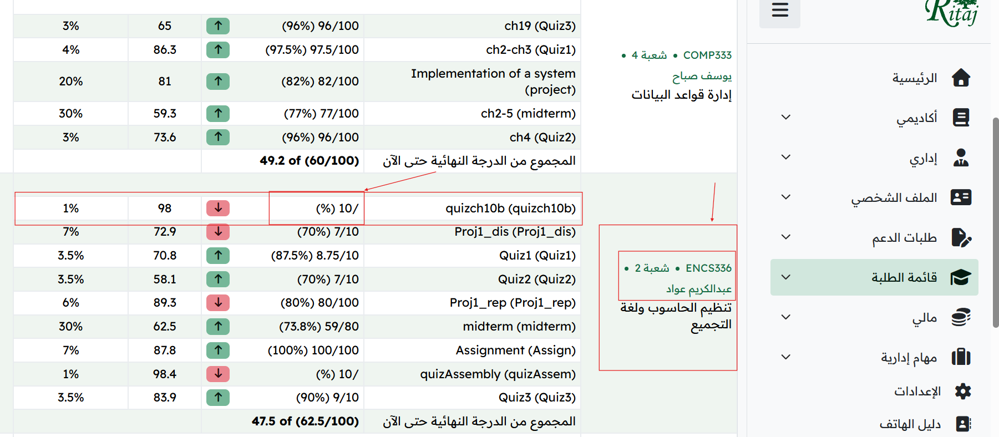 Ritaj
الرئيسية
أكاديمي
إداري
الملف الشخصي
طلبات الدعم
قائمة الطلبة
مالي
مهام إدارية
الإعدادات
دليل الهاتف
COMP333 • شعبة 4 •
يوسف صباح
إدارة قواعد البيانات
ch19 (Quiz3) (96%) 96/100 ↑ 65 3%
ch2-ch3 (Quiz1) (97.5%) 97.5/100 ↑ 86.3 4%
Implementation of a system (82%) 82/100 ↑ 81 20%
(project)
ch2-5 (midterm) (77%) 77/100 ↑ 59.3 30%
ch4 (Quiz2) (96%) 96/100 ↑ 73.6 3%
المجموع من الدرجة النهائية حتى الآن 49.2 of (60/100)
ENCS336 • شعبة 2 •
عبدالكريم عواد
تنظيم الحاسوب ولغة
التجميع
quizch10b (quizch10b) (%) 10/ ↓ 98 1%
Proj1_dis (Proj1_dis) (70%) 7/10 ↓ 72.9 7%
Quiz1 (Quiz1) (87.5%) 8.75/10 ↑ 70.8 3.5%
Quiz2 (Quiz2) (70%) 7/10 ↑ 58.1 3.5%
Proj1_rep (Proj1_rep) (80%) 80/100 ↓ 89.3 6%
midterm (midterm) (73.8%) 59/80 ↑ 62.5 30%
Assignment (Assign) (100%) 100/100 ↑ 87.8 7%
quizAssembly (quizAssem) (%) 10/ ↓ 98.4 1%
Quiz3 (Quiz3) (90%) 9/10 ↑ 83.9 3.5%
المجموع من الدرجة النهائية حتى الآن 47.5 of (62.5/100)